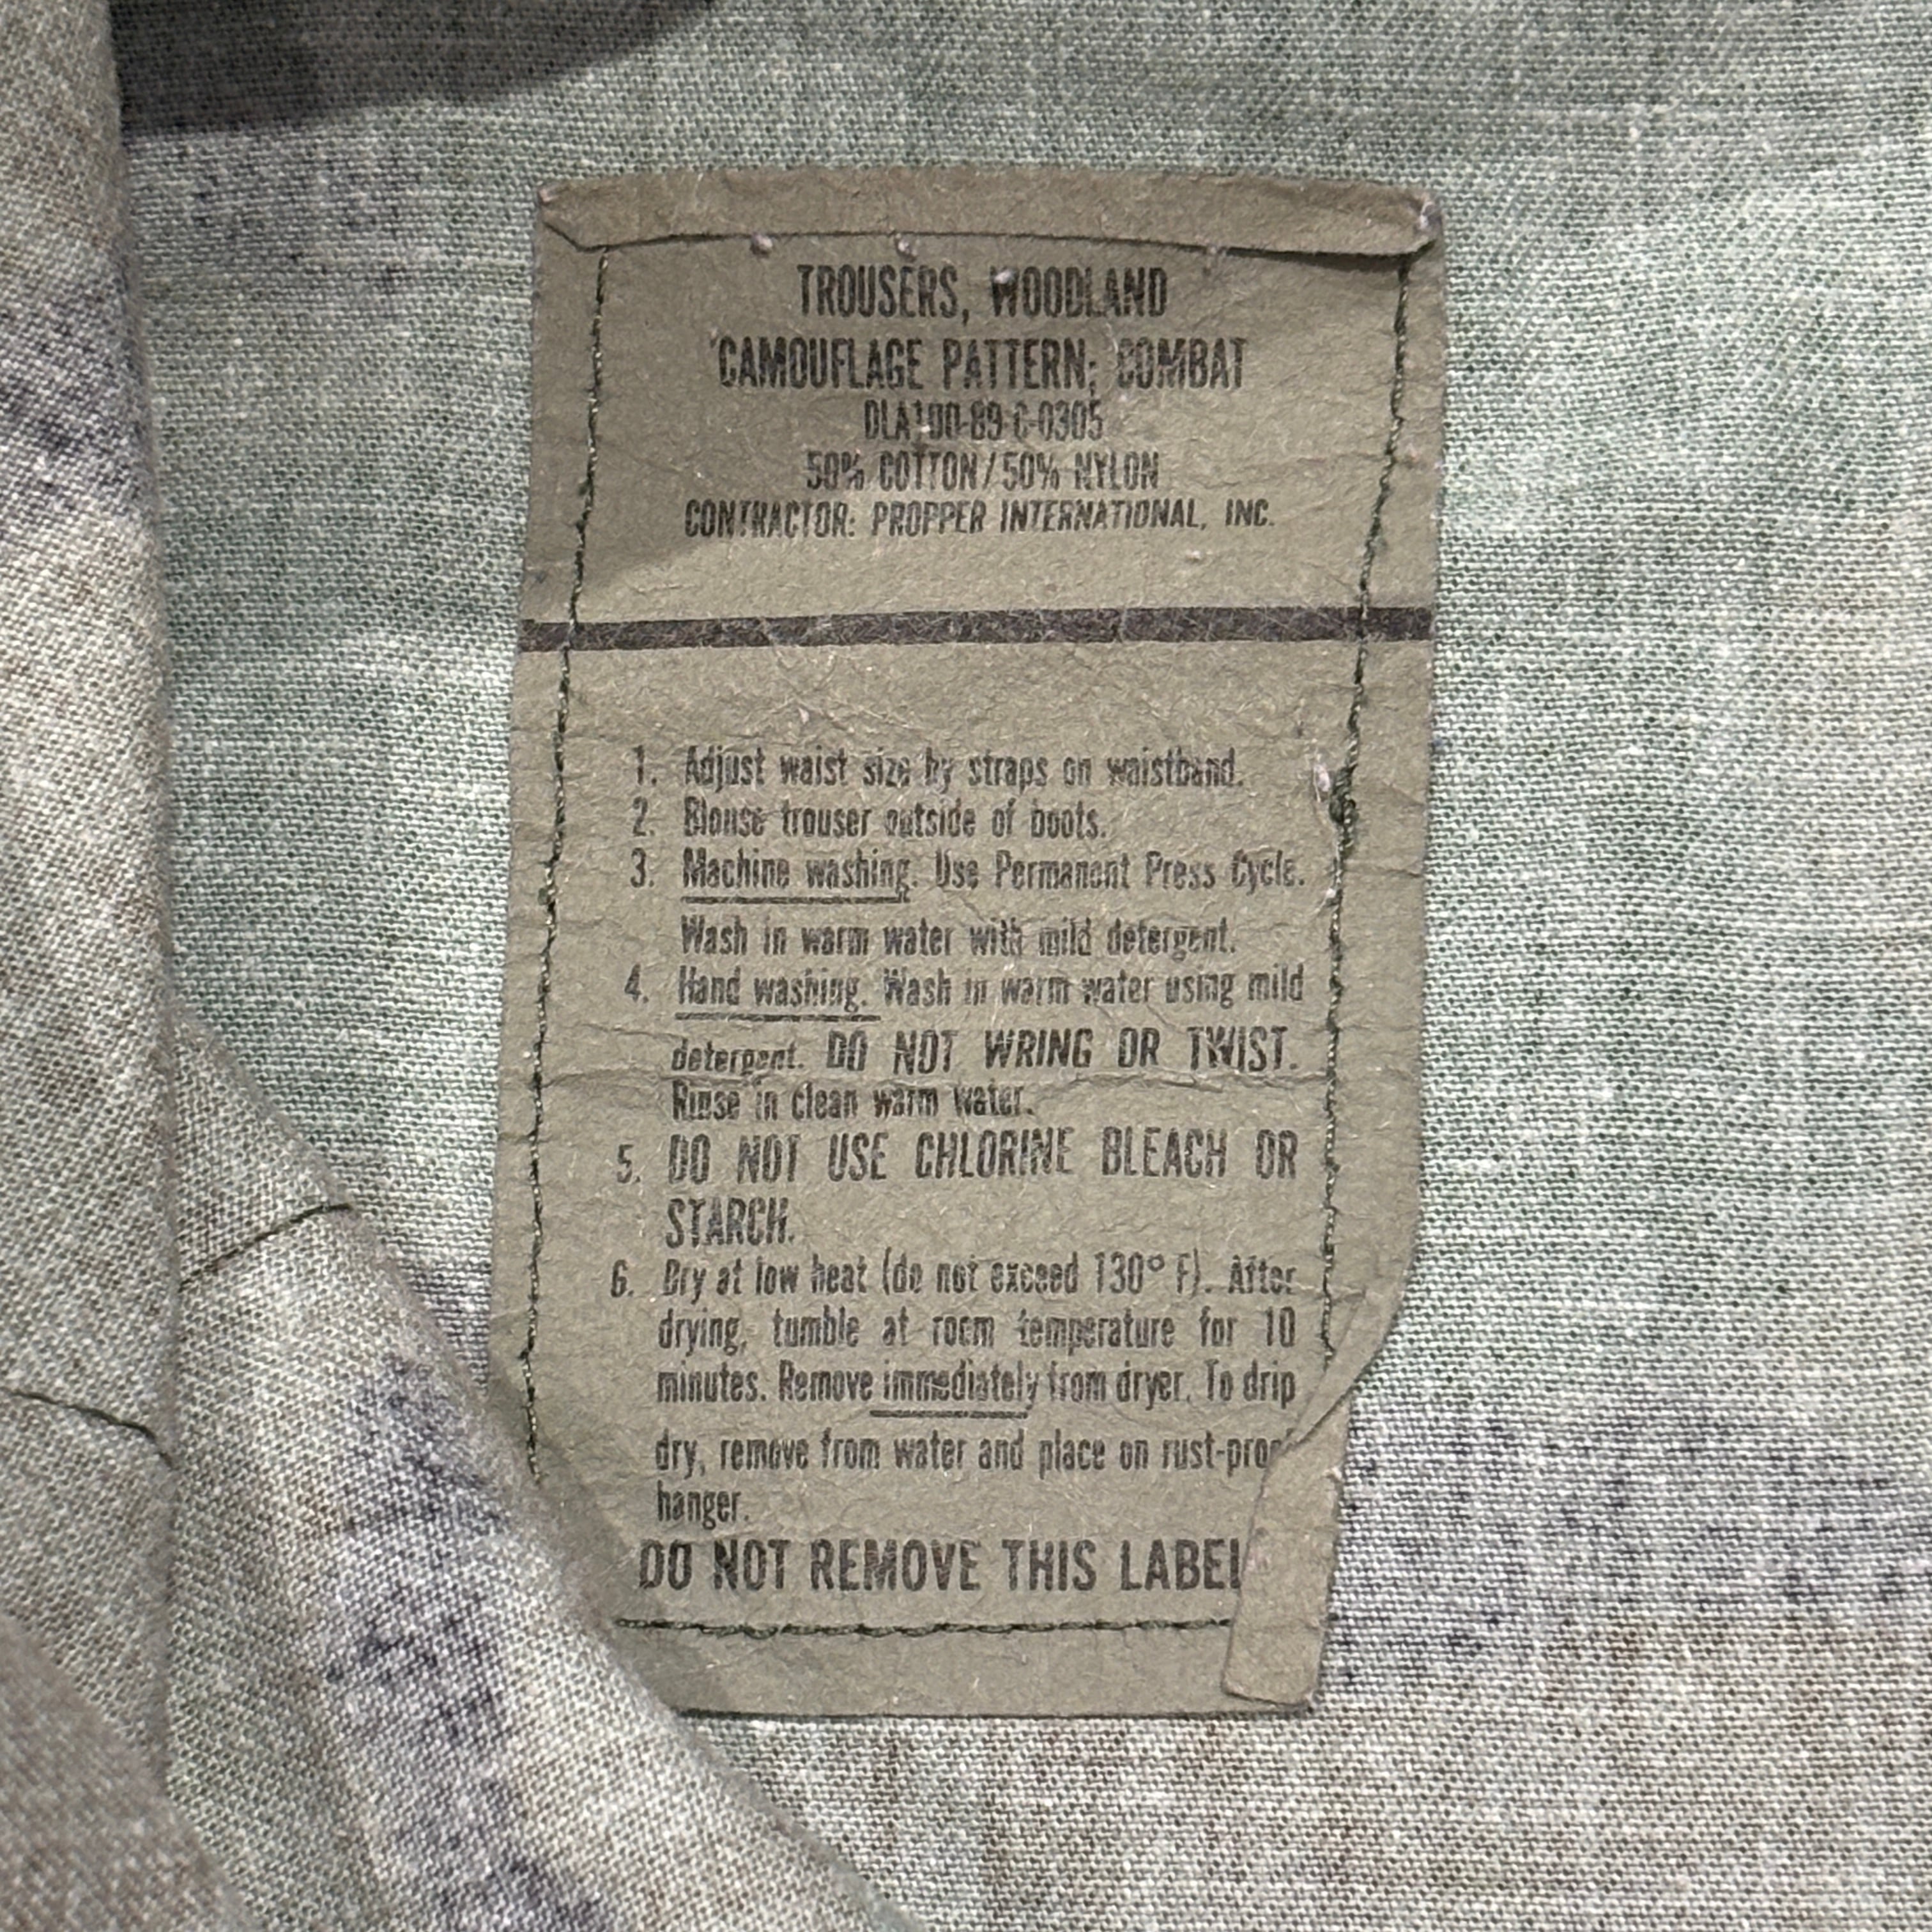 TROUSERS, WOODLAND
CAMOUFLAGE PATTERN; COMBAT
DLA100-89-C-0305
50% COTTON/50% NYLON
CONTRACTOR: PROPPER INTERNATIONAL, INC.
1. Adjust waist size by straps on waistband.
2. Blouse trouser outside of boots.
3. Machine washing. Use Permanent Press Cycle.
Wash in warm water with mild detergent.
4. Hand washing. Wash in warm water using mild
detergent. DO NOT WRING OR TWIST.
Rinse in clean warm water.
5. DO NOT USE CHLORINE BLEACH OR
STARCH.
6. Dry at low heat (do not exceed 130° F). After
drying, tumble at room temperature for 10
minutes. Remove immediately from dryer. To drip
dry, remove from water and place on rust-proof
hanger.
DO NOT REMOVE THIS LABEL